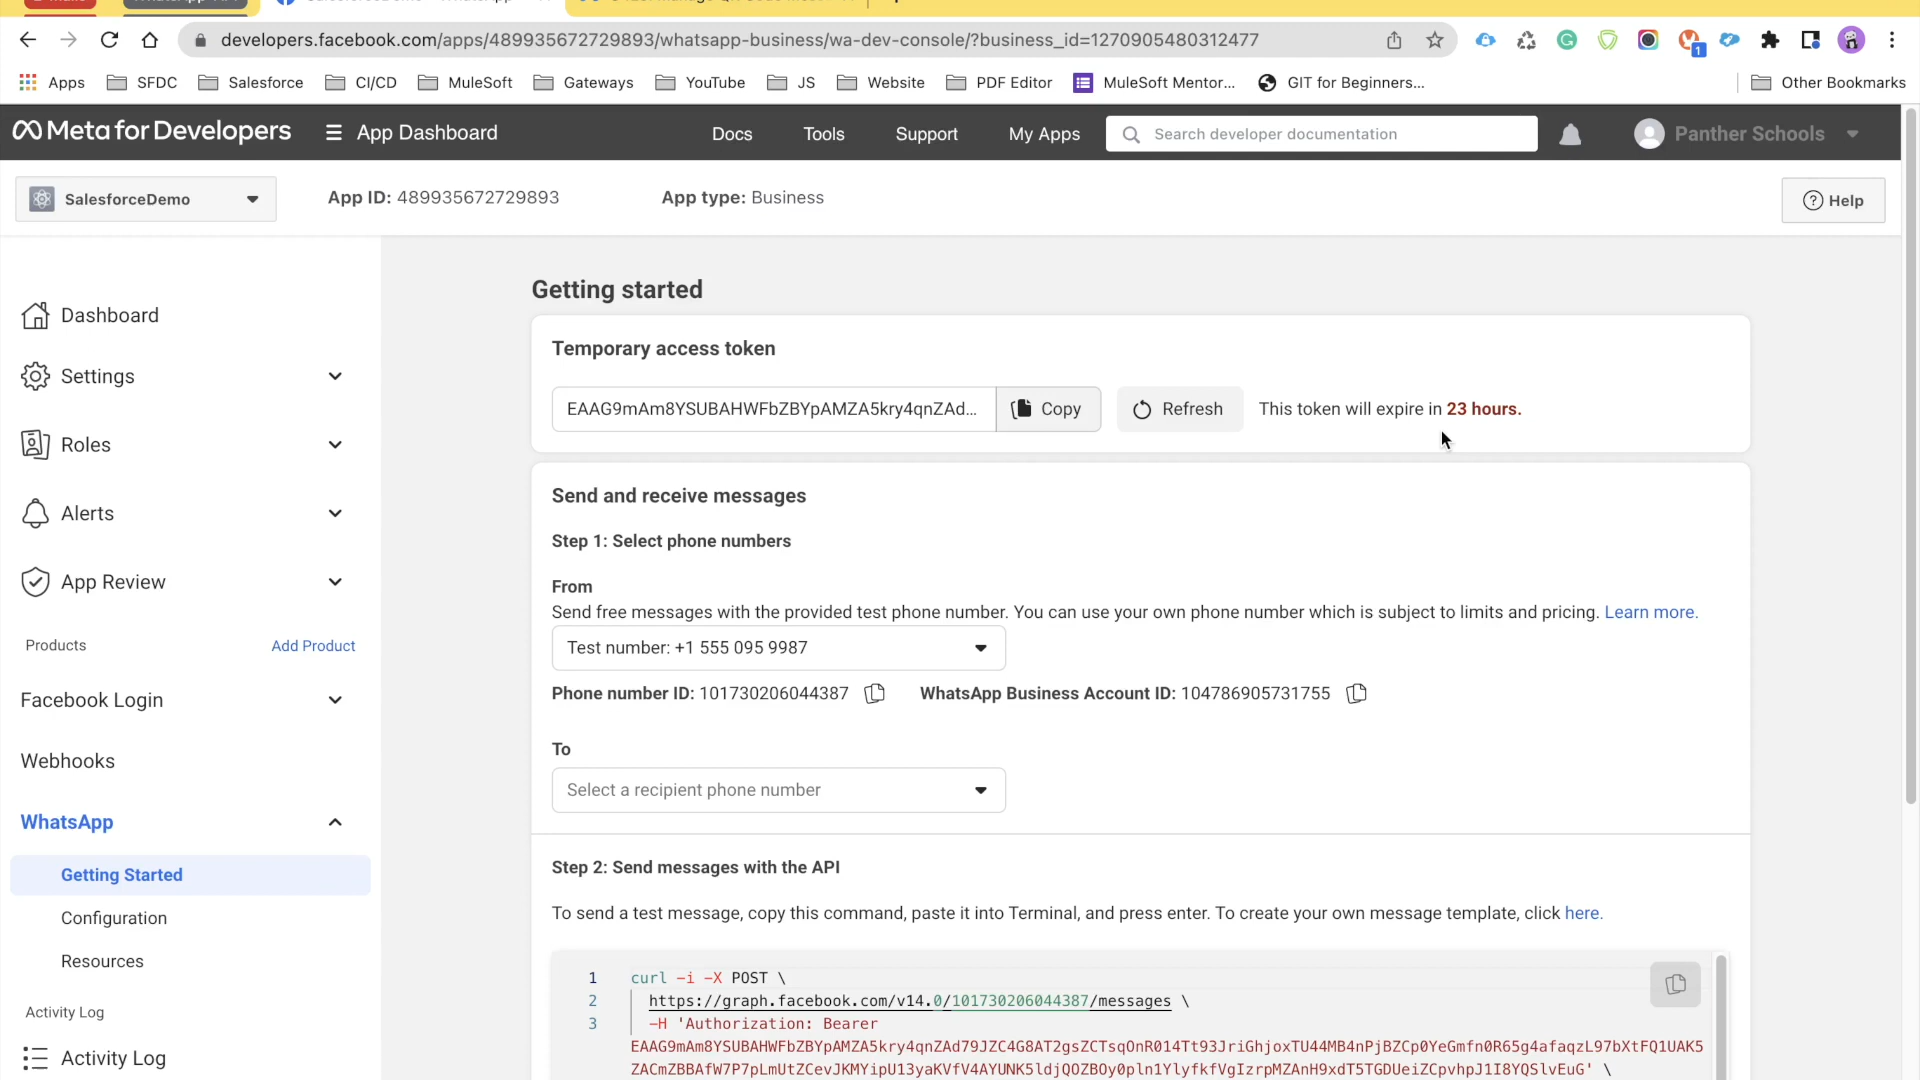 developers.facebook.com/apps/489935672729893/whatsapp-business/wa-dev-console/?business_id=1270905480312477
1
Apps SFDC Salesforce CI/CD MuleSoft Gateways YouTube JS Website PDF Editor MuleSoft Mentor... GIT for Beginners... Other Bookmarks
Meta for Developers App Dashboard Docs Tools Support My Apps Search developer documentation Panther Schools
SalesforceDemo App ID: 489935672729893 App type: Business Help
Dashboard
Settings
Roles
Alerts
App Review
Products Add Product
Facebook Login
Webhooks
WhatsApp
Getting Started
Configuration
Resources
Activity Log
Activity Log
Getting started
Temporary access token
EAAG9mAm8YSUBAHWFbZBYpAMZA5kry4qnZAd... Copy Refresh This token will expire in 23 hours.
Send and receive messages
Step 1: Select phone numbers
From
Send free messages with the provided test phone number. You can use your own phone number which is subject to limits and pricing. Learn more.
Test number: +1 555 095 9987
Phone number ID: 101730206044387 WhatsApp Business Account ID: 104786905731755
To
Select a recipient phone number
Step 2: Send messages with the API
To send a test message, copy this command, paste it into Terminal, and press enter. To create your own message template, click here.
1 curl -i -X POST \
2 https://graph.facebook.com/v14.0/101730206044387/messages \
3 -H 'Authorization: Bearer
EAAG9mAm8YSUBAHWFbZBYpAMZA5kry4qnZAd79JZC4G8AT2gsZCTsqOnR014Tt93JriGhjoxTU44MB4nPjBZCp0YeGmfn0R65g4afaqzL97bXtFQ1UAK5
ZACmZBBAfW7P7pLmUtZCevJKMYipU13yaKVfV4AYUNK5ldjQOZBOy0pln1YlyfkfVgIzrpMZAnH9xdT5TGDUeiZCpvhpJ1I8YQSlvEuG' \